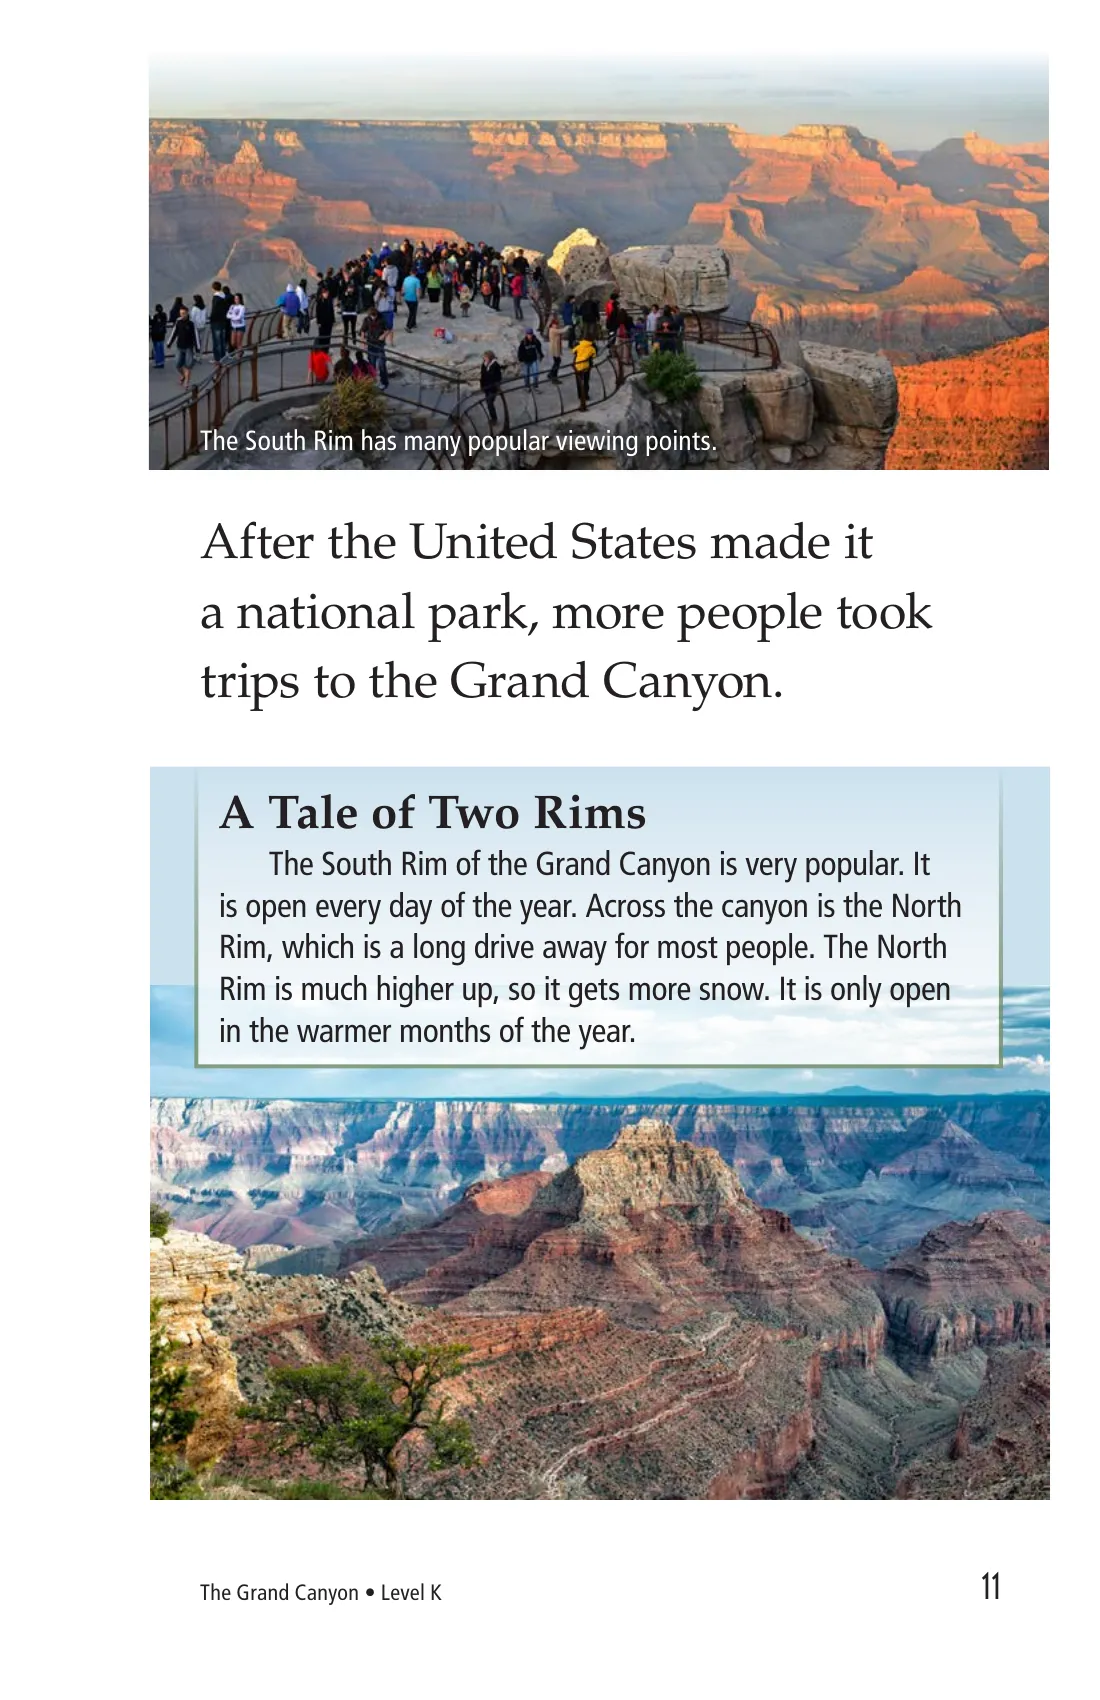 The South Rim has many popular viewing points.
After the United States made it
a national park, more people took
trips to the Grand Canyon.
A Tale of Two Rims
The South Rim of the Grand Canyon is very popular. It
is open every day of the year. Across the canyon is the North
Rim, which is a long drive away for most people. The North
Rim is much higher up, so it gets more snow. It is only open
in the warmer months of the year.
The Grand Canyon • Level K
11